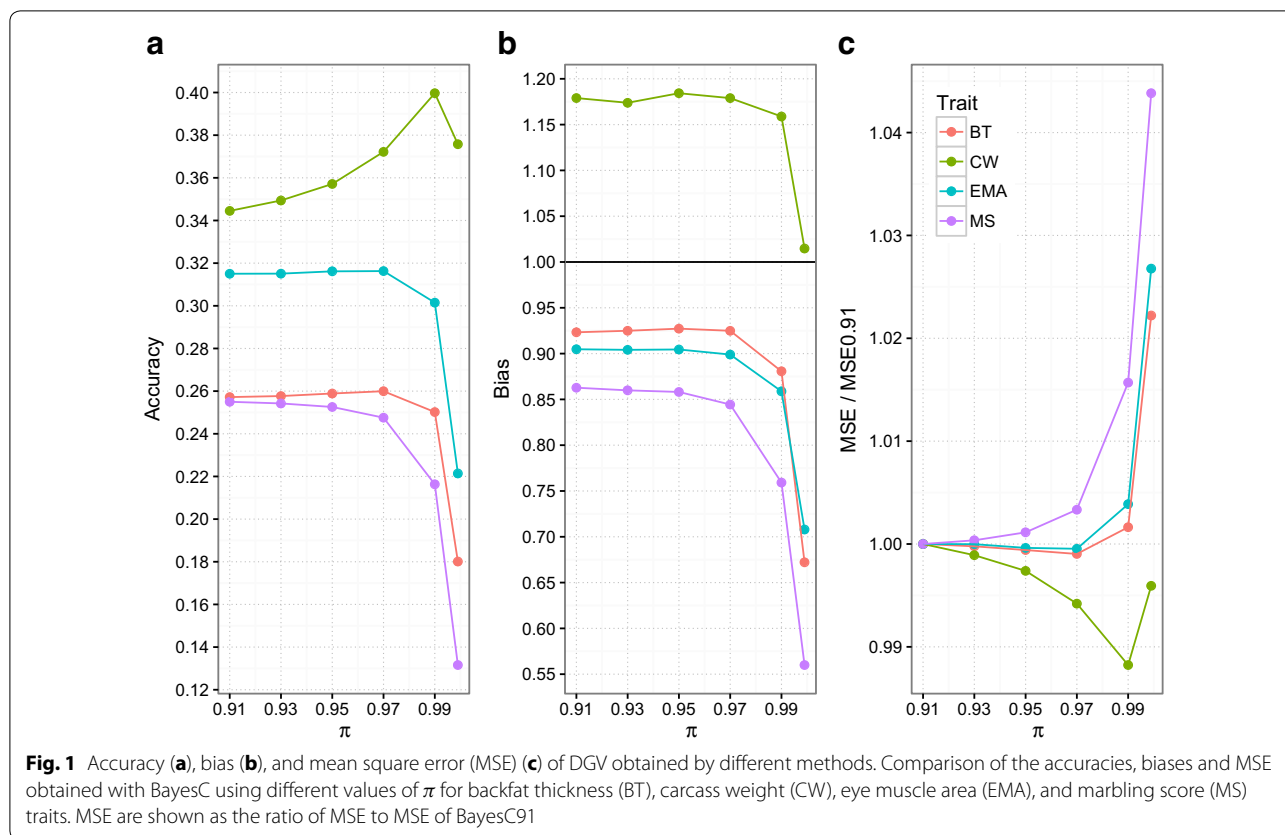 a
Accuracy
0.40
0.38
0.36
0.34
0.32
0.30
0.28
0.26
0.24
0.22
0.20
0.18
0.16
0.14
0.12
0.91 0.93 0.95 0.97 0.99
π
b
Bias
1.20
1.15
1.10
1.05
1.00
0.95
0.90
0.85
0.80
0.75
0.70
0.65
0.60
0.55
0.91 0.93 0.95 0.97 0.99
π
c
MSE / MSE0.91
1.04
1.03
1.02
1.01
1.00
0.99
Trait
BT
CW
EMA
MS
0.91 0.93 0.95 0.97 0.99
π
Fig. 1 Accuracy (a), bias (b), and mean square error (MSE) (c) of DGV obtained by different methods. Comparison of the accuracies, biases and MSE
obtained with BayesC using different values of π for backfat thickness (BT), carcass weight (CW), eye muscle area (EMA), and marbling score (MS)
traits. MSE are shown as the ratio of MSE to MSE of BayesC91